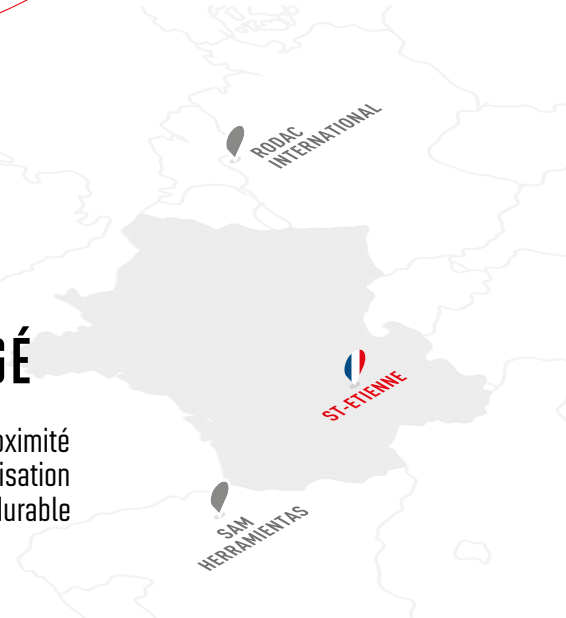 RODAC
INTERNATIONAL
GÉ
ST-ETIENNE
oximité
isation
durable
SAM
HERRAMIENTAS